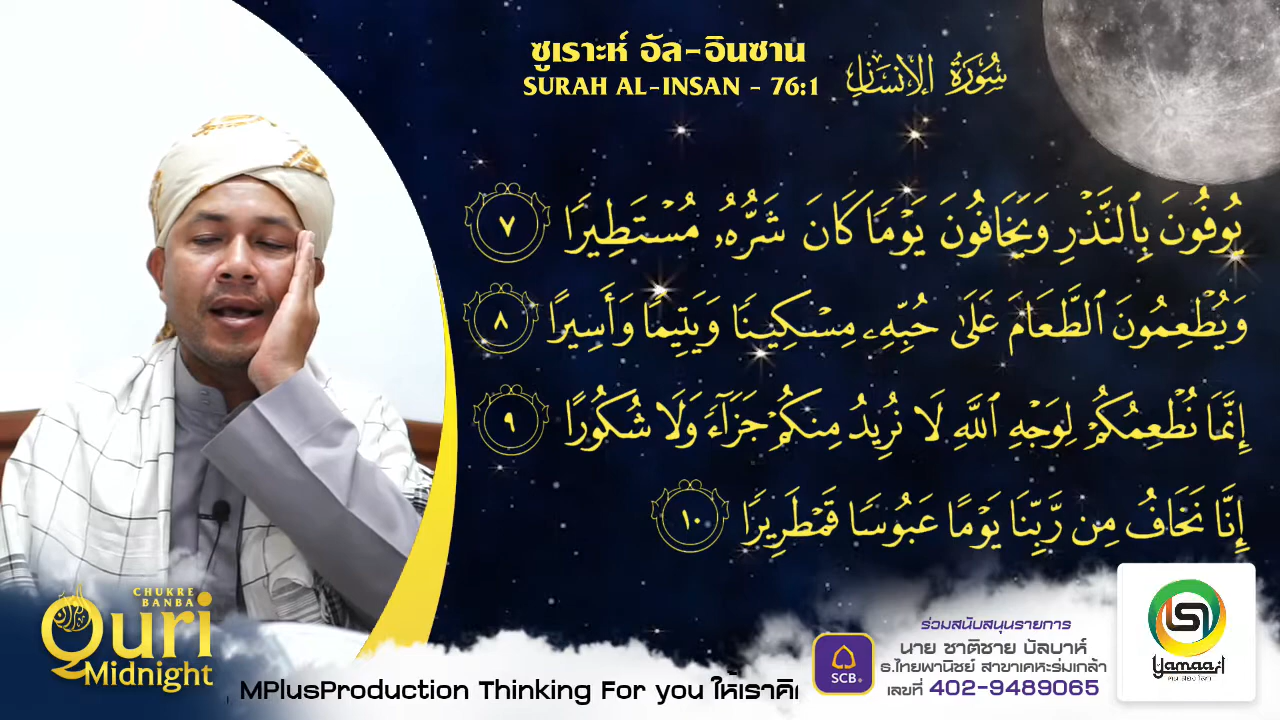 ซูเราะห์ อัล-อินซาน
SURAH AL-INSAN - 76:1
سُورَةُ الإِنسَانِ
يُوفُونَ بِٱلنَّذْرِ وَيَخَافُونَ يَوْمًا كَانَ شَرُّهُۥ مُسْتَطِيرًا ٧
وَيُطْعِمُونَ ٱلطَّعَامَ عَلَىٰ حُبِّهِۦ مِسْكِينًا وَيَتِيمًا وَأَسِيرًا ٨
إِنَّمَا نُطْعِمُكُمْ لِوَجْهِ ٱللَّهِ لَا نُرِيدُ مِنكُمْ جَزَآءً وَلَا شُكُورًا ٩
إِنَّا نَخَافُ مِن رَّبِّنَا يَوْمًا عَبُوسًا قَمْطَرِيرًا ١٠
CHUKRE
BANBA
Quri
Midnight
MPlusProduction Thinking For you ให้เราคิด
SCB
ร่วมสนับสนุนรายการ
นาย ชาติชาย บัลบาห์
ธ.ไทยพานิชย์ สาขาเคหะร่มเกล้า
เลขที่ 402-9489065
Yamaal